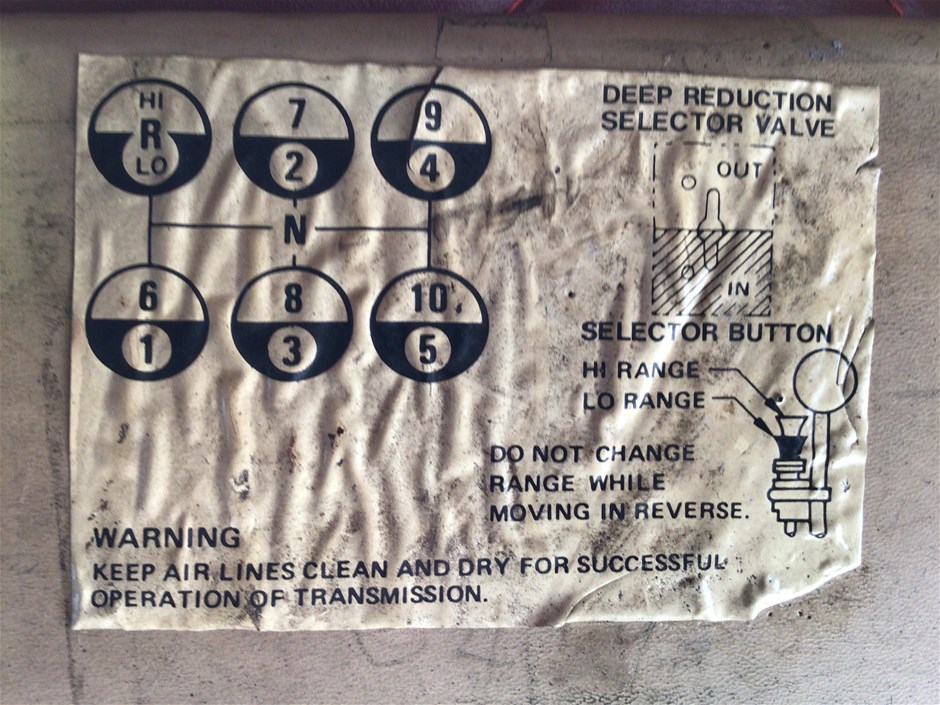 HI
R
LO
7
2
9
4
N
6
1
8
3
10
5
DEEP REDUCTION
SELECTOR VALVE
OUT
IN
SELECTOR BUTTON
HI RANGE
LO RANGE
DO NOT CHANGE
RANGE WHILE
MOVING IN REVERSE.
WARNING
KEEP AIR LINES CLEAN AND DRY FOR SUCCESSFUL
OPERATION OF TRANSMISSION.